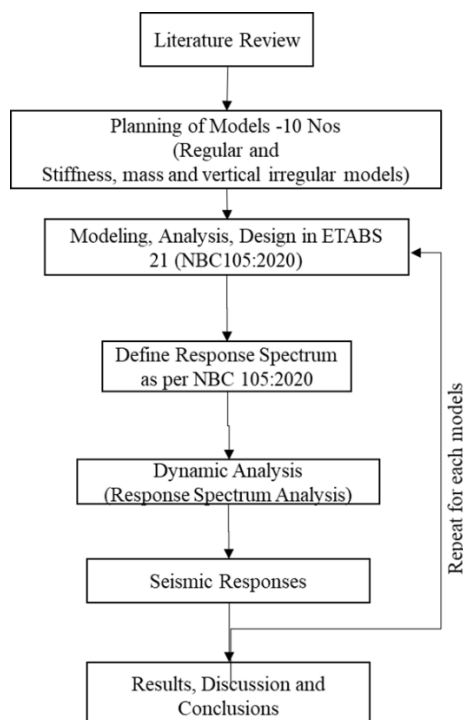 Literature Review
Planning of Models -10 Nos
(Regular and
Stiffness, mass and vertical irregular models)
Modeling, Analysis, Design in ETABS
21 (NBC105:2020)
Define Response Spectrum
as per NBC 105:2020
Dynamic Analysis
(Response Spectrum Analysis)
Seismic Responses
Repeat for each models
Results, Discussion and
Conclusions